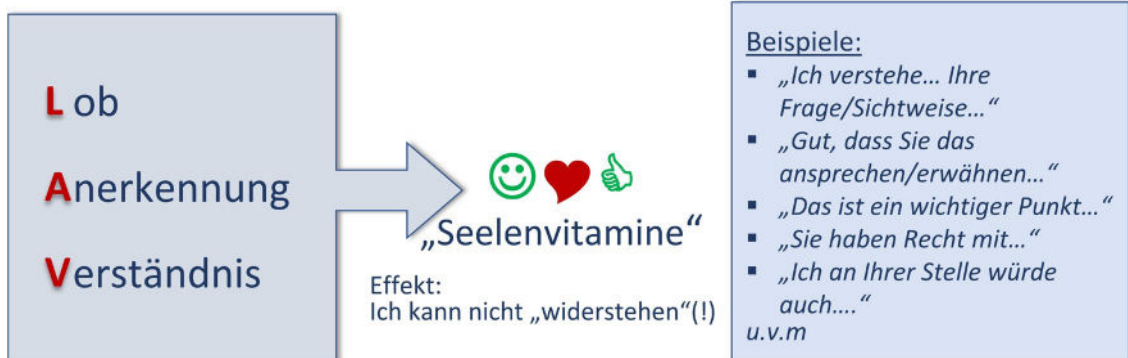 Lob
Anerkennung
Verständnis
„Seelenvitamine“
Effekt:
Ich kann nicht „widerstehen“(!)
Beispiele:
▪ „Ich verstehe... Ihre
Frage/Sichtweise...“
▪ „Gut, dass Sie das
ansprechen/erwähnen...“
▪ „Das ist ein wichtiger Punkt...“
▪ „Sie haben Recht mit...“
▪ „Ich an Ihrer Stelle würde
auch....“
u.v.m